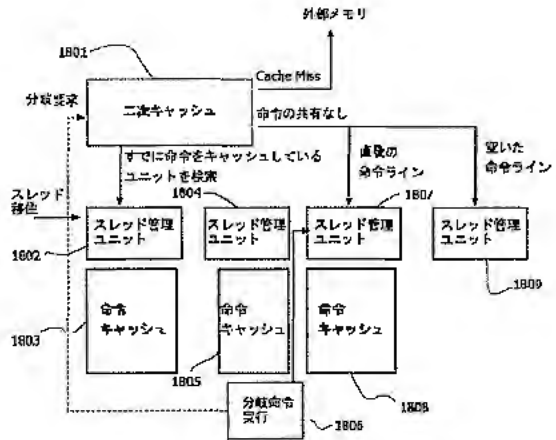 外部メモリ
1801
Cache Miss
分岐要求
二次キャッシュ
命令の共有なし
すでに命令をキャッシュしている
ユニットを検索
直後の
命令ライン
空いた
命令ライン
スレッド
移位
1804
1807
スレッド管理
ユニット
スレッド管理
ユニット
スレッド管理
ユニット
スレッド管理
ユニット
1802
1809
命令
キャッシュ
命令
キャッシュ
命令
キャッシュ
1803
1805
分岐命令
実行
1806
1808